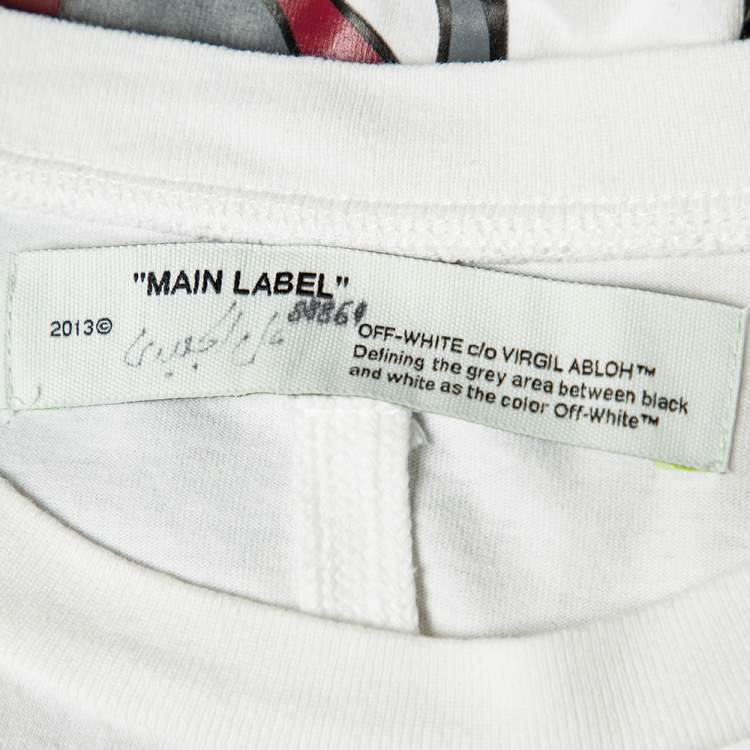 "MAIN LABEL"
2013©
OFF-WHITE c/o VIRGIL ABLOH™
Defining the grey area between black
and white as the color Off-White™